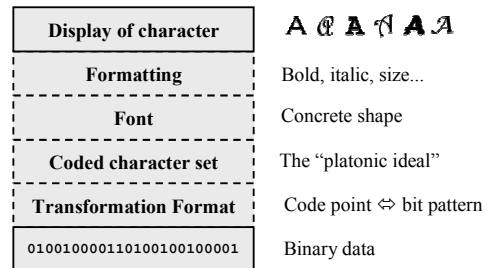 Display of character A A A A A A
Formatting Bold, italic, size...
Font Concrete shape
Coded character set The “platonic ideal”
Transformation Format Code point ⇔ bit pattern
010010000110100100100001 Binary data